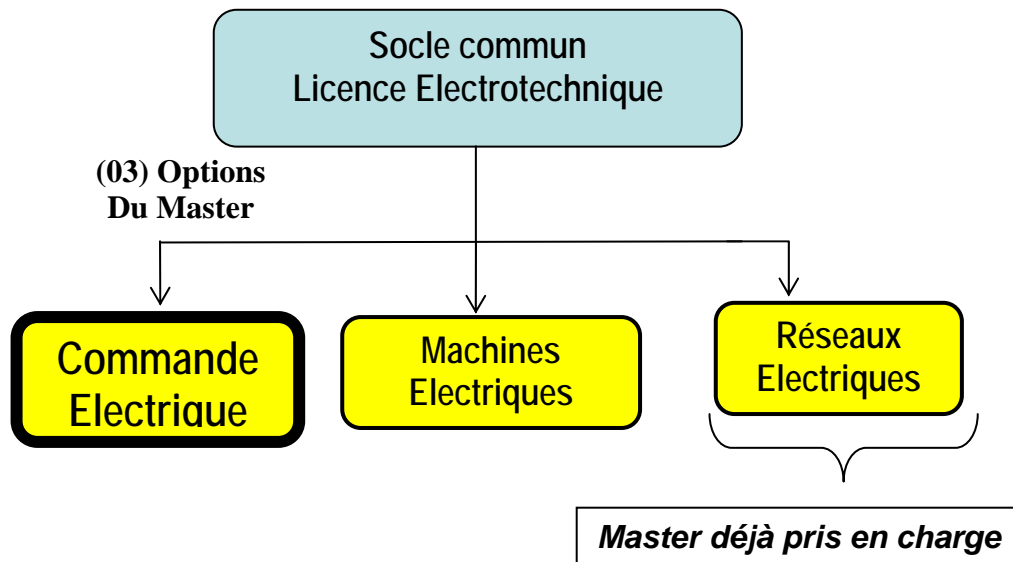 Socle commun
Licence Electrotechnique
(03) Options
Du Master
Commande
Electrique
Machines
Electriques
Réseaux
Electriques
Master déjà pris en charge